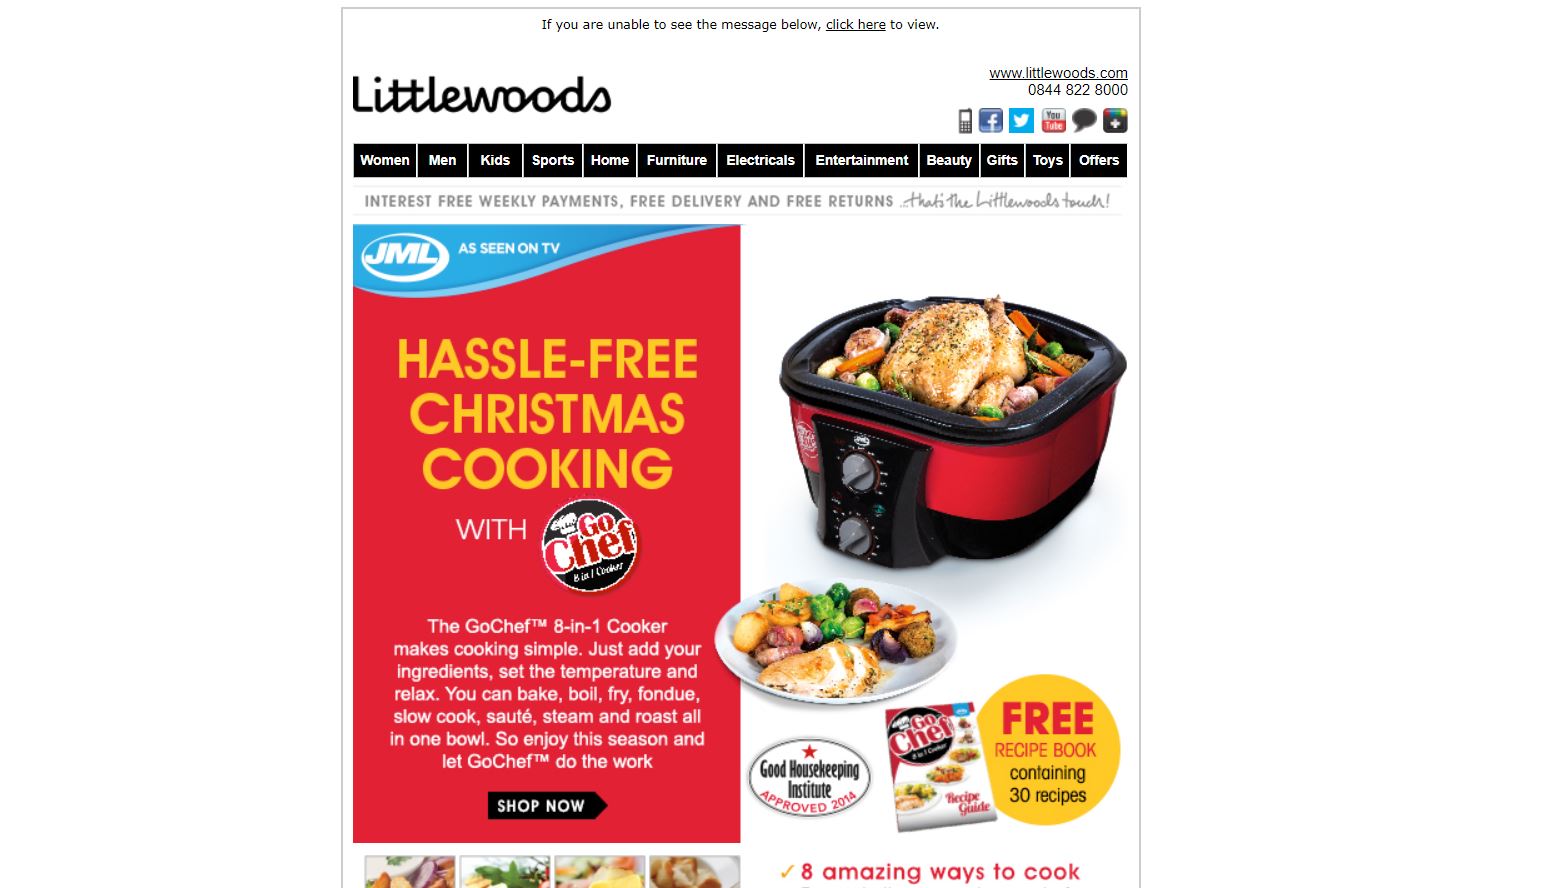 If you are unable to see the message below, click here to view.
Littlewoods
www.littlewoods.com
0844 822 8000
You
Tube
Women Men Kids Sports Home Furniture Electricals Entertainment Beauty Gifts Toys Offers
INTEREST FREE WEEKLY PAYMENTS, FREE DELIVERY AND FREE RETURNS ...that's the Littlewoods touch!
JML AS SEEN ON TV
HASSLE-FREE
CHRISTMAS
COOKING
WITH
Go
Chef
8 in 1 Cooker
The GoChef™ 8-in-1 Cooker
makes cooking simple. Just add your
ingredients, set the temperature and
relax. You can bake, boil, fry, fondue,
slow cook, sauté, steam and roast all
in one bowl. So enjoy this season and
let GoChef™ do the work
SHOP NOW
JML
Good Housekeeping
Institute
APPROVED 2014
Go
Chef
8 in 1 Cooker
Recipe
Guide
FREE
RECIPE BOOK
containing
30 recipes
✓ 8 amazing ways to cook